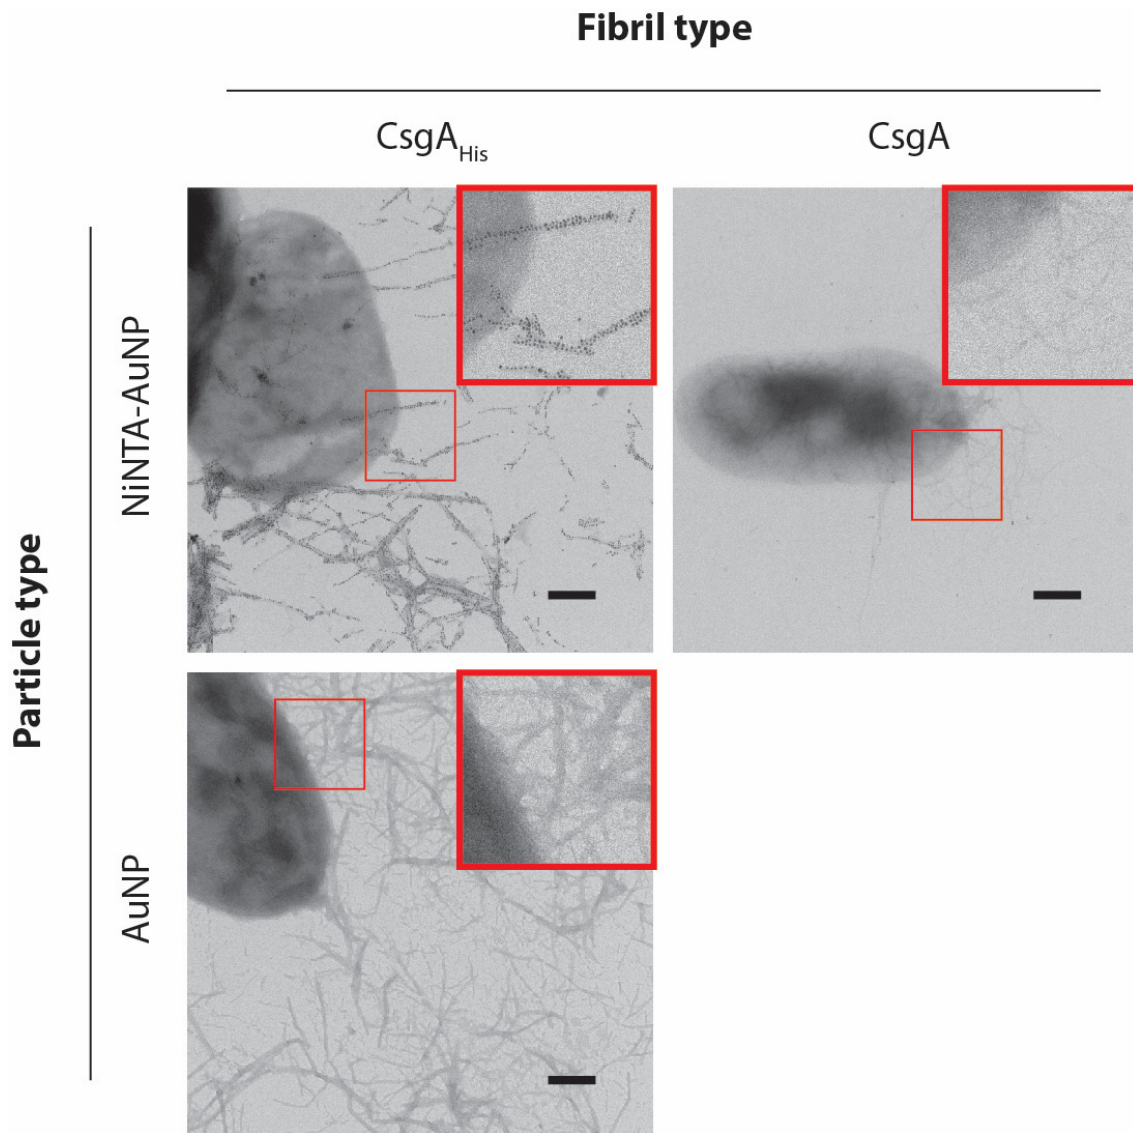 Fibril type
CsgAHis
CsgA
Particle type
NiNTA-AuNP
AuNP